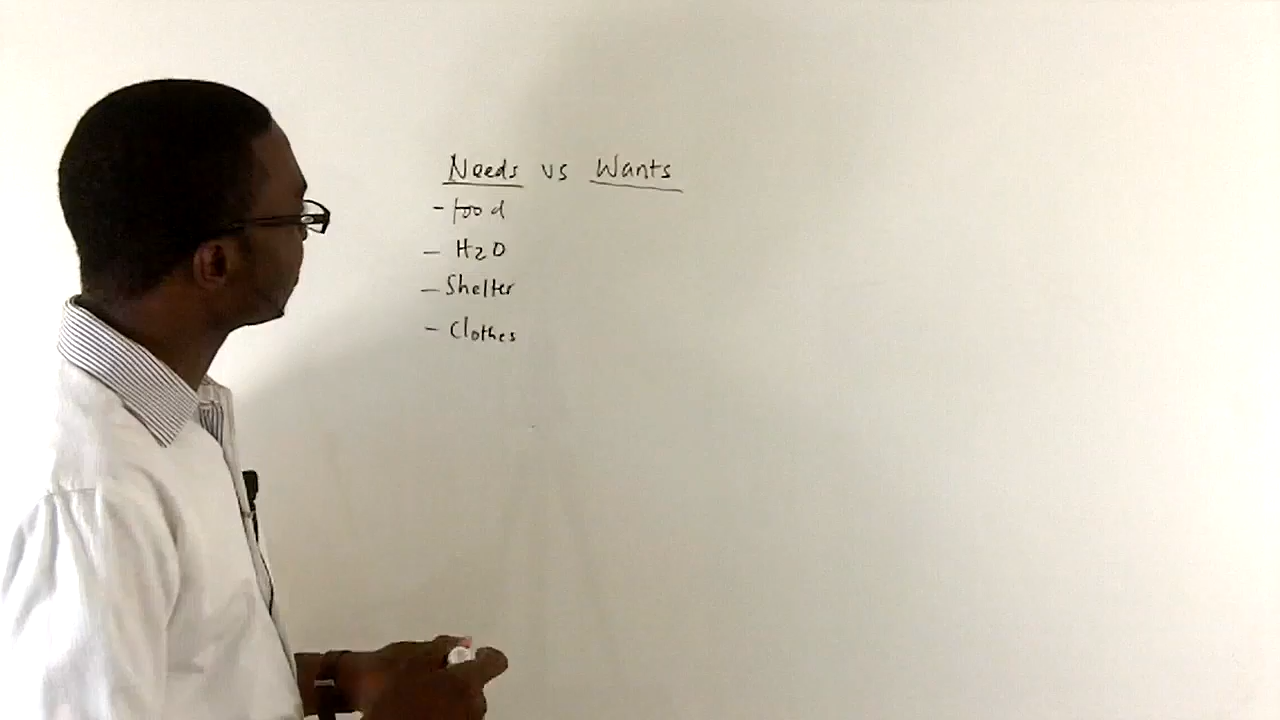 Needs vs Wants
- food
- H2O
- Shelter
- Clothes